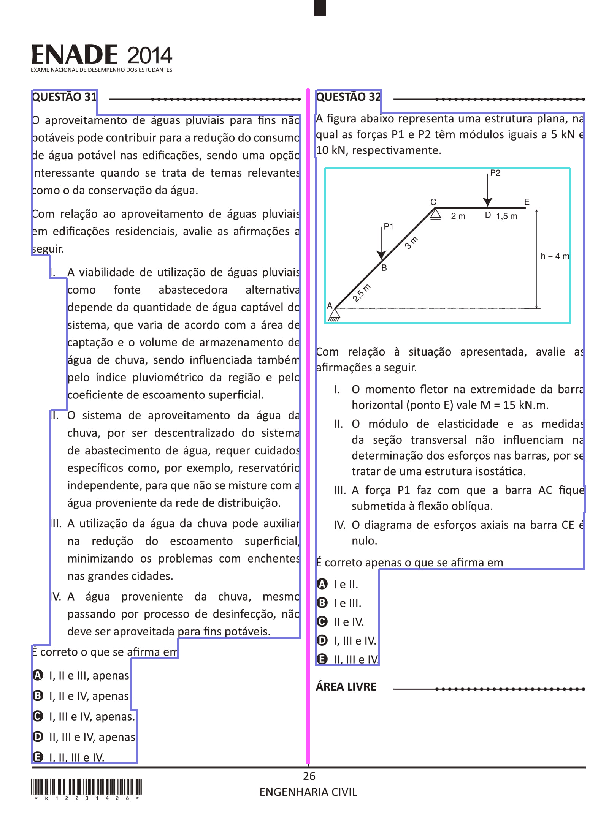 ENADE 2014
EXAME NACIONAL DE DESEMPENHO DOS ESTUDANTES
QUESTÃO 31
O aproveitamento de águas pluviais para fins não
potáveis pode contribuir para a redução do consumo
de água potável nas edificações, sendo uma opção
interessante quando se trata de temas relevantes
como o da conservação da água.
Com relação ao aproveitamento de águas pluviais
em edificações residenciais, avalie as afirmações a
seguir.
I. A viabilidade de utilização de águas pluviais
como fonte abastecedora alternativa
depende da quantidade de água captável do
sistema, que varia de acordo com a área de
captação e o volume de armazenamento de
água de chuva, sendo influenciada também
pelo índice pluviométrico da região e pelo
coeficiente de escoamento superficial.
II. O sistema de aproveitamento da água da
chuva, por ser descentralizado do sistema
de abastecimento de água, requer cuidados
específicos como, por exemplo, reservatório
independente, para que não se misture com a
água proveniente da rede de distribuição.
III. A utilização da água da chuva pode auxiliar
na redução do escoamento superficial,
minimizando os problemas com enchentes
nas grandes cidades.
IV. A água proveniente da chuva, mesmo
passando por processo de desinfecção, não
deve ser aproveitada para fins potáveis.
É correto o que se afirma em
A I, II e III, apenas.
B I, II e IV, apenas.
C I, III e IV, apenas.
D II, III e IV, apenas.
E I, II, III e IV.
QUESTÃO 32
A figura abaixo representa uma estrutura plana, na
qual as forças P1 e P2 têm módulos iguais a 5 kN e
10 kN, respectivamente.
P2
C E
2 m D 1,5 m
P1
3 m
h = 4 m
B
2,5 m
A
Com relação à situação apresentada, avalie as
afirmações a seguir.
I. O momento fletor na extremidade da barra
horizontal (ponto E) vale M = 15 kN.m.
II. O módulo de elasticidade e as medidas
da seção transversal não influenciam na
determinação dos esforços nas barras, por se
tratar de uma estrutura isostática.
III. A força P1 faz com que a barra AC fique
submetida à flexão oblíqua.
IV. O diagrama de esforços axiais na barra CE é
nulo.
É correto apenas o que se afirma em
A I e II.
B I e III.
C II e IV.
D I, III e IV.
E II, III e IV.
ÁREA LIVRE
26
ENGENHARIA CIVIL